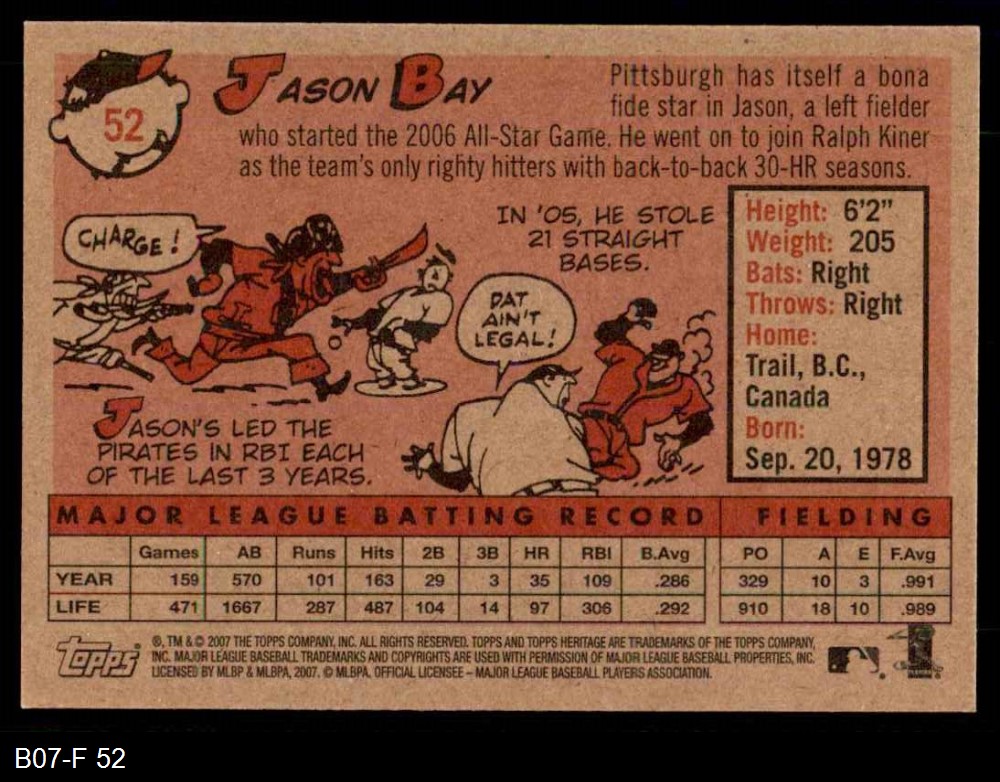 52
JASON BAY
Pittsburgh has itself a bona
fide star in Jason, a left fielder
who started the 2006 All-Star Game. He went on to join Ralph Kiner
as the team's only righty hitters with back-to-back 30-HR seasons.
CHARGE!
IN '05, HE STOLE
21 STRAIGHT
BASES.
DAT
AIN'T
LEGAL!
JASON'S LED THE
PIRATES IN RBI EACH
OF THE LAST 3 YEARS.
Height: 6'2"
Weight: 205
Bats: Right
Throws: Right
Home:
Trail, B.C.,
Canada
Born:
Sep. 20, 1978
MAJOR LEAGUE BATTING RECORD FIELDING
Games AB Runs Hits 2B 3B HR RBI B.Avg PO A E F.Avg
YEAR 159 570 101 163 29 3 35 109 .286 329 10 3 .991
LIFE 471 1667 287 487 104 14 97 306 .292 910 18 10 .989
Topps
®, TM & © 2007 THE TOPPS COMPANY, INC. ALL RIGHTS RESERVED. TOPPS AND TOPPS HERITAGE ARE TRADEMARKS OF THE TOPPS COMPANY,
INC. MAJOR LEAGUE BASEBALL TRADEMARKS AND COPYRIGHTS ARE USED WITH PERMISSION OF MAJOR LEAGUE BASEBALL PROPERTIES, INC.
LICENSED BY MLBP & MLBPA, 2007. © MLBPA, OFFICIAL LICENSEE – MAJOR LEAGUE BASEBALL PLAYERS ASSOCIATION.
B07-F 52